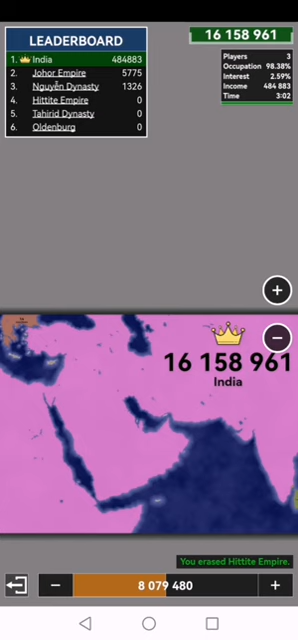 LEADERBOARD
1. India 484883
2. Johor Empire 5775
3. Nguyễn Dynasty 1326
4. Hittite Empire 0
5. Tahirid Dynasty 0
6. Oldenburg 0
16 158 961
Players 3
Occupation 98.38%
Interest 2.59%
Income 484 883
Time 3:02
+
−
16 158 961
India
You erased Hittite Empire.
− 8 079 480 +